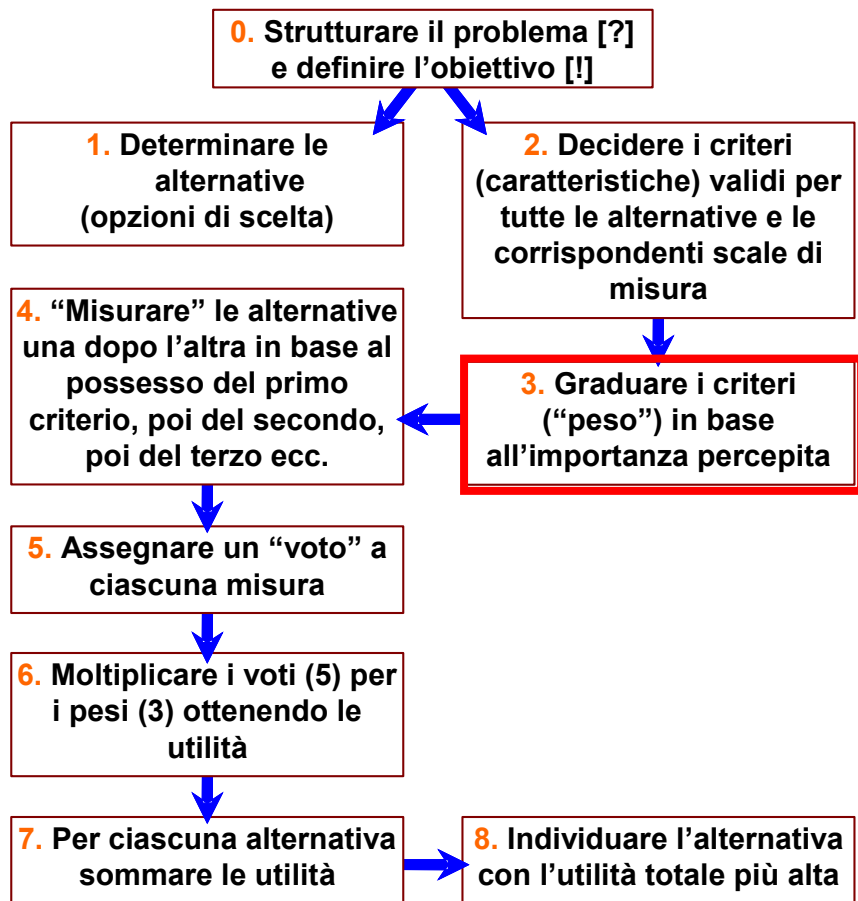 0. Strutturare il problema [?]
e definire l’obiettivo [!]
1. Determinare le
alternative
(opzioni di scelta)
2. Decidere i criteri
(caratteristiche) validi per
tutte le alternative e le
corrispondenti scale di
misura
3. Graduare i criteri
(“peso”) in base
all’importanza percepita
4. “Misurare” le alternative
una dopo l’altra in base al
possesso del primo
criterio, poi del secondo,
poi del terzo ecc.
5. Assegnare un “voto” a
ciascuna misura
6. Moltiplicare i voti (5) per
i pesi (3) ottenendo le
utilità
7. Per ciascuna alternativa
sommare le utilità
8. Individuare l’alternativa
con l’utilità totale più alta